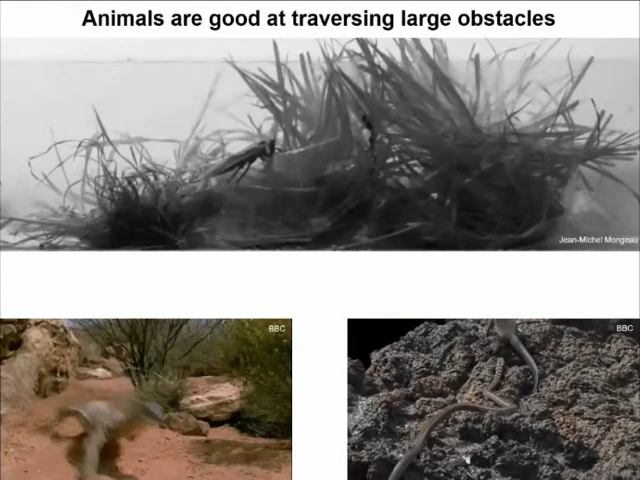 Animals are good at traversing large obstacles
Jean-Michel Mongeau
BBC
BBC